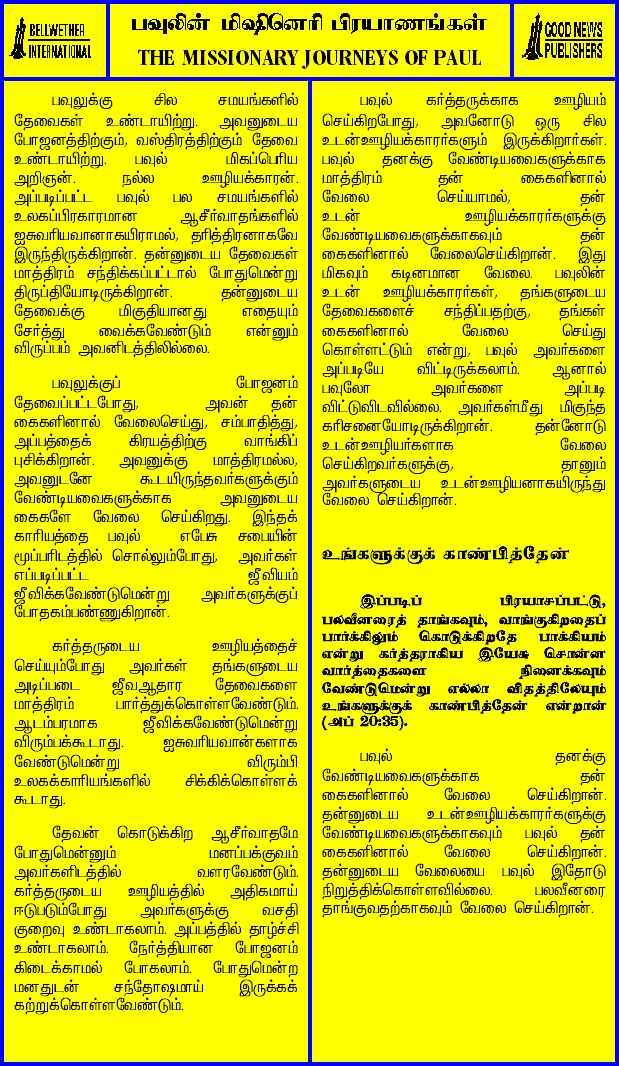 BELLWETHER
INTERNATIONAL
பவுலின் மிஷினெரி பிரயாணங்கள்
THE MISSIONARY JOURNEYS OF PAUL
GOOD NEWS
PUBLISHERS
பவுலுக்கு சில சமயங்களில்
தேவைகள் உண்டாயிற்று. அவனுடைய
போஜனத்திற்கும், வஸ்திரத்திற்கும் தேவை
உண்டாயிற்று. பவுல் மிகப்பெரிய
அறிஞன். நல்ல ஊழியக்காரன்.
அப்படிப்பட்ட பவுல் பல சமயங்களில்
உலகப்பிரகாரமான ஆசீர்வாதங்களில்
ஐசுவரியவானாகயிராமல், தரித்திரனாகவே
இருந்திருக்கிறான். தன்னுடைய தேவைகள்
மாத்திரம் சந்திக்கப்பட்டால் போதுமென்று
திருப்தியோடிருக்கிறான். தன்னுடைய
தேவைக்கு மிகுதியானது எதையும்
சேர்த்து வைக்கவேண்டும் என்னும்
விருப்பம் அவனிடத்திலில்லை.
பவுலுக்குப் போஜனம்
தேவைப்பட்டபோது, அவன் தன்
கைகளினால் வேலைசெய்து, சம்பாதித்து,
அப்பத்தைக் கிரயத்திற்கு வாங்கிப்
புசிக்கிறான். அவனுக்கு மாத்திரமல்ல,
அவனுடனே கூடயிருந்தவர்களுக்கும்
வேண்டியவைகளுக்காக அவனுடைய
கைகளே வேலை செய்கிறது. இந்தக்
காரியத்தை பவுல் எபேசு சபையின்
மூப்பரிடத்தில் சொல்லும்போது, அவர்கள்
எப்படிப்பட்ட ஜீவியம்
ஜீவிக்கவேண்டுமென்று அவர்களுக்குப்
போதகம்பண்ணுகிறான்.
கர்த்தருடைய ஊழியத்தைச்
செய்யும்போது அவர்கள் தங்களுடைய
அடிப்படை ஜீவஆதார தேவைகளை
மாத்திரம் பார்த்துக்கொள்ளவேண்டும்.
ஆடம்பரமாக ஜீவிக்கவேண்டுமென்று
விரும்பக்கூடாது. ஐசுவரியவான்களாக
வேண்டுமென்று விரும்பி
உலகக்காரியங்களில் சிக்கிக்கொள்ளக்
கூடாது.
தேவன் கொடுக்கிற ஆசீர்வாதமே
போதுமென்னும் மனப்பக்குவம்
அவர்களிடத்தில் வளரவேண்டும்.
கர்த்தருடைய ஊழியத்தில் அதிகமாய்
ஈடுபடும்போது அவர்களுக்கு வசதி
குறைவு உண்டாகலாம். அப்பத்தில் தாழ்ச்சி
உண்டாகலாம். நேர்த்தியான போஜனம்
கிடைக்காமல் போகலாம். போதுமென்ற
மனதுடன் சந்தோஷமாய் இருக்கக்
கற்றுக்கொள்ளவேண்டும்.
பவுல் கர்த்தருக்காக ஊழியம்
செய்கிறபோது, அவனோடு ஒரு சில
உடன்ஊழியக்காரர்களும் இருக்கிறார்கள்.
பவுல் தனக்கு வேண்டியவைகளுக்காக
மாத்திரம் தன் கைகளினால்
வேலை செய்யாமல், தன்
உடன் ஊழியக்காரர்களுக்கு
வேண்டியவைகளுக்காகவும் தன்
கைகளினால் வேலைசெய்கிறான். இது
மிகவும் கடினமான வேலை. பவுலின்
உடன் ஊழியக்காரர்கள், தங்களுடைய
தேவைகளைச் சந்திப்பதற்கு, தங்கள்
கைகளினால் வேலை செய்து
கொள்ளட்டும் என்று, பவுல் அவர்களை
அப்படியே விட்டிருக்கலாம். ஆனால்
பவுலோ அவர்களை அப்படி
விட்டுவிடவில்லை. அவர்கள்மீது மிகுந்த
கரிசனையோடிருக்கிறான். தன்னோடு
உடன்ஊழியர்களாக வேலை
செய்கிறவர்களுக்கு, தானும்
அவர்களுடைய உடன்ஊழியனாகயிருந்து
வேலை செய்கிறான்.
உங்களுக்குக் காண்பித்தேன்
இப்படிப் பிரயாசப்பட்டு,
பலவீனரைத் தாங்கவும், வாங்குகிறதைப்
பார்க்கிலும் கொடுக்கிறதே பாக்கியம்
என்று கர்த்தராகிய இயேசு சொன்ன
வார்த்தைகளை நினைக்கவும்
வேண்டுமென்று எல்லா விதத்திலேயும்
உங்களுக்குக் காண்பித்தேன் என்றான்
(அப் 20:35).
பவுல் தனக்கு
வேண்டியவைகளுக்காக தன்
கைகளினால் வேலை செய்கிறான்.
தன்னுடைய உடன்ஊழியக்காரர்களுக்கு
வேண்டியவைகளுக்காகவும் பவுல் தன்
கைகளினால் வேலை செய்கிறான்.
தன்னுடைய வேலையை பவுல் இதோடு
நிறுத்திக்கொள்ளவில்லை. பலவீனரை
தாங்குவதற்காகவும் வேலை செய்கிறான்.